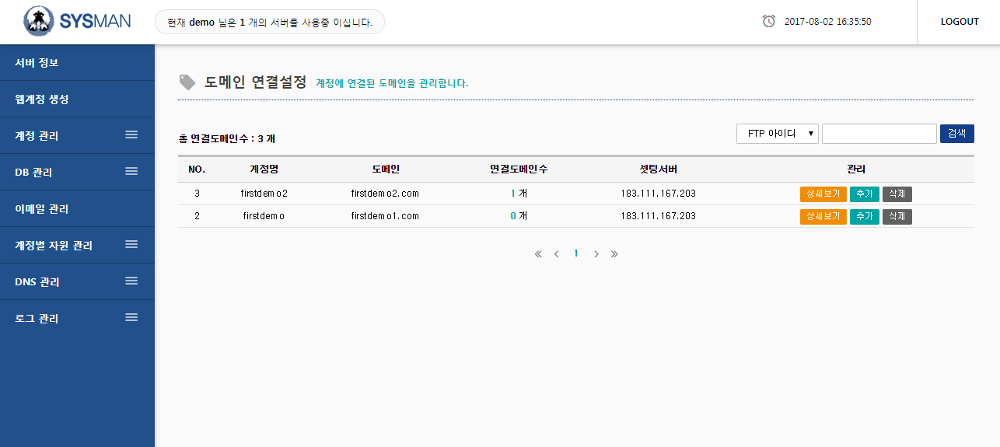 SYSMAN 현재 demo 님은 1 개의 서버를 사용중 이십니다. 2017-08-02 16:35:50 LOGOUT
서버 정보
웹계정 생성
계정 관리
DB 관리
이메일 관리
계정별 자원 관리
DNS 관리
로그 관리
도메인 연결설정 계정에 연결된 도메인을 관리합니다.
총 연결도메인수 : 3 개 FTP 아이디 ▼ 검색
NO. 계정명 도메인 연결도메인수 셋팅서버 관리
3 firstdemo2 firstdemo2.com 1 개 183.111.167.203 상세보기 추가 삭제
2 firstdemo firstdemo1.com 0 개 183.111.167.203 상세보기 추가 삭제
« < 1 > »